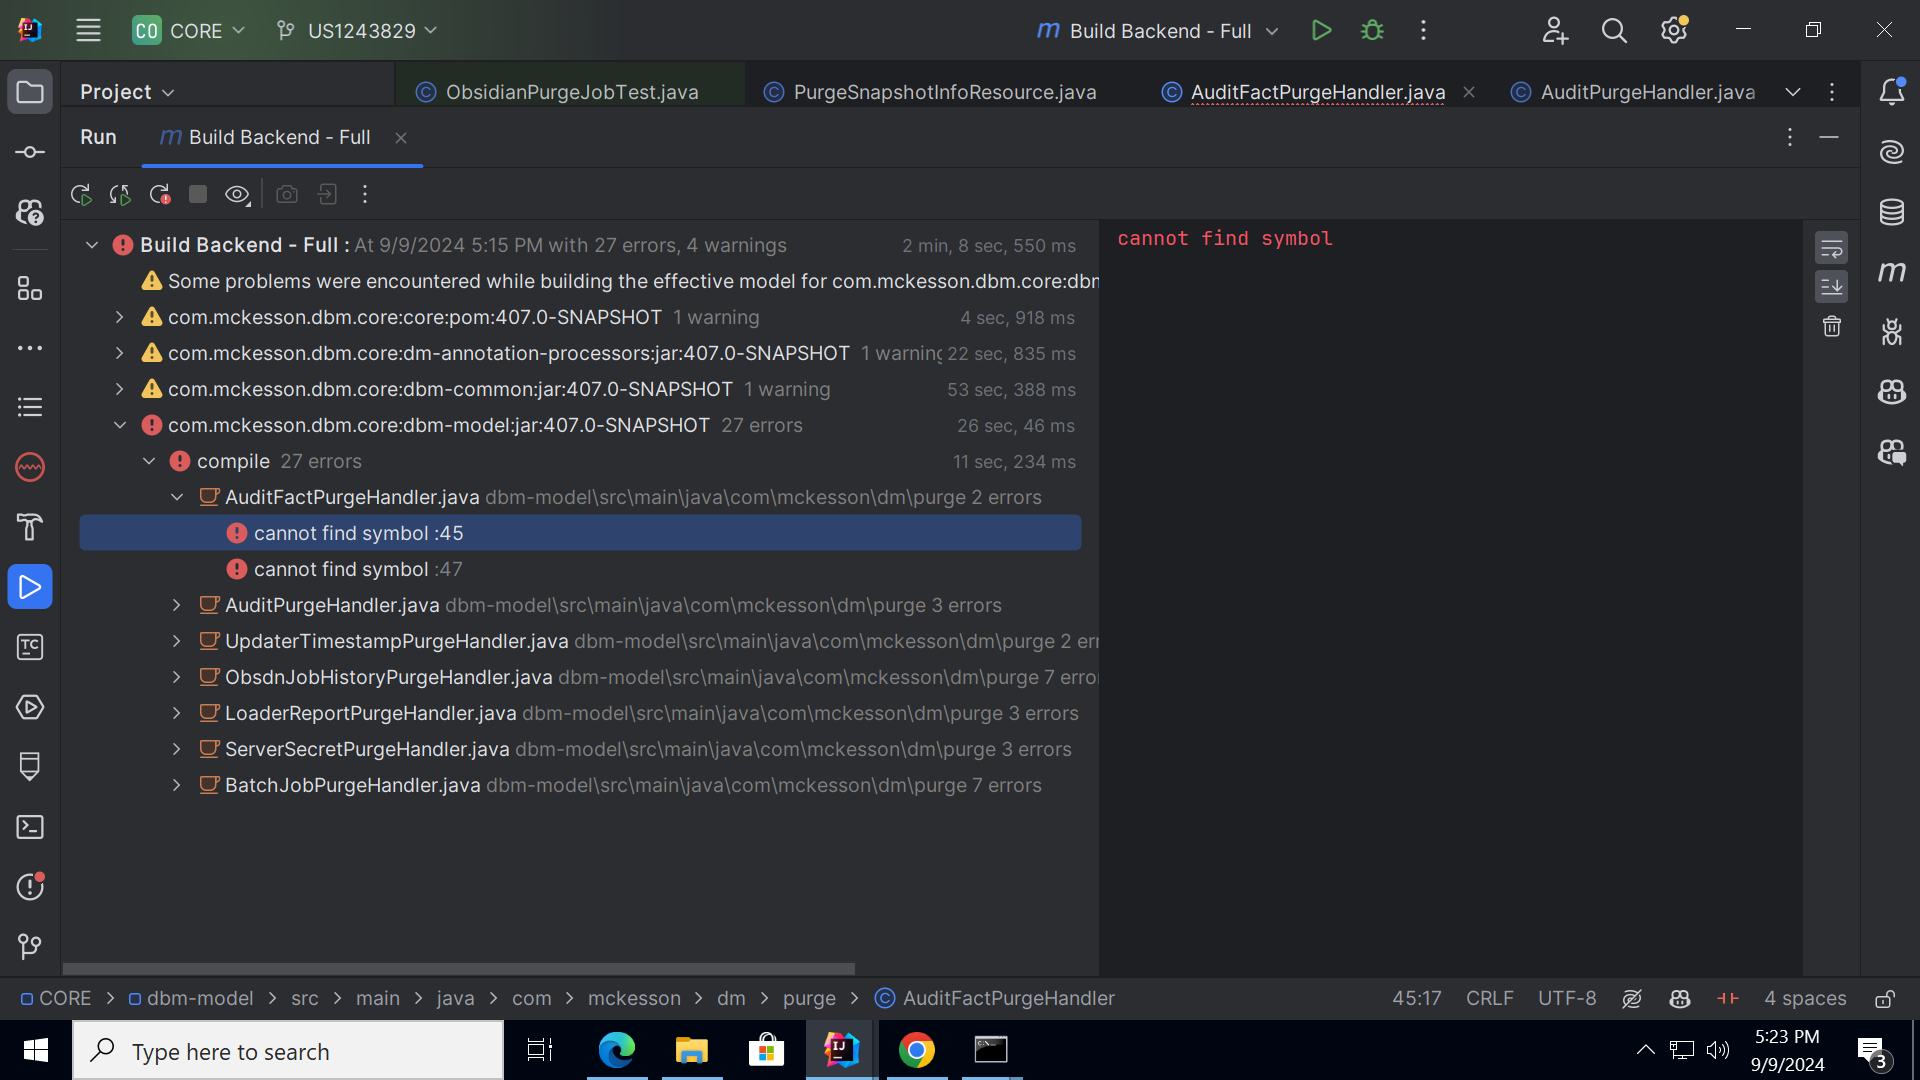 CO CORE US1243829 m Build Backend - Full
Project ObsidianPurgeJobTest.java PurgeSnapshotInfoResource.java AuditFactPurgeHandler.java AuditPurgeHandler.java
Run m Build Backend - Full
Build Backend - Full : At 9/9/2024 5:15 PM with 27 errors, 4 warnings 2 min, 8 sec, 550 ms
cannot find symbol
Some problems were encountered while building the effective model for com.mckesson.dbm.core:dbm
com.mckesson.dbm.core:core:pom:407.0-SNAPSHOT 1 warning 4 sec, 918 ms
com.mckesson.dbm.core:dm-annotation-processors:jar:407.0-SNAPSHOT 1 warning 22 sec, 835 ms
com.mckesson.dbm.core:dbm-common:jar:407.0-SNAPSHOT 1 warning 53 sec, 388 ms
com.mckesson.dbm.core:dbm-model:jar:407.0-SNAPSHOT 27 errors 26 sec, 46 ms
compile 27 errors 11 sec, 234 ms
AuditFactPurgeHandler.java dbm-model\src\main\java\com\mckesson\dm\purge 2 errors
cannot find symbol :45
cannot find symbol :47
AuditPurgeHandler.java dbm-model\src\main\java\com\mckesson\dm\purge 3 errors
UpdaterTimestampPurgeHandler.java dbm-model\src\main\java\com\mckesson\dm\purge 2 err
ObsdnJobHistoryPurgeHandler.java dbm-model\src\main\java\com\mckesson\dm\purge 7 erro
LoaderReportPurgeHandler.java dbm-model\src\main\java\com\mckesson\dm\purge 3 errors
ServerSecretPurgeHandler.java dbm-model\src\main\java\com\mckesson\dm\purge 3 errors
BatchJobPurgeHandler.java dbm-model\src\main\java\com\mckesson\dm\purge 7 errors
CORE > dbm-model > src > main > java > com > mckesson > dm > purge > AuditFactPurgeHandler 45:17 CRLF UTF-8 4 spaces
Type here to search
5:23 PM
9/9/2024
3